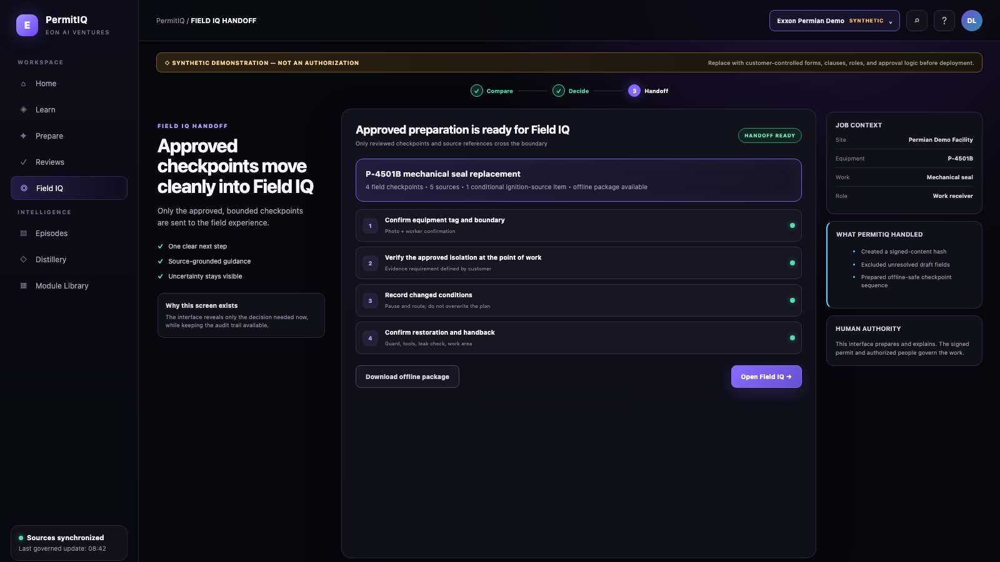 E
PermitIQ
EON AI VENTURES
WORKSPACE
Home
Learn
Prepare
Reviews
Field IQ
INTELLIGENCE
Episodes
Distillery
Module Library
Sources synchronized
Last governed update: 08:42
PermitIQ / FIELD IQ HANDOFF
Exxon Permian Demo SYNTHETIC
?
DL
SYNTHETIC DEMONSTRATION — NOT AN AUTHORIZATION
Replace with customer-controlled forms, clauses, roles, and approval logic before deployment.
Compare
Decide
3 Handoff
FIELD IQ HANDOFF
Approved
checkpoints move
cleanly into Field IQ
Only the approved, bounded checkpoints
are sent to the field experience.
One clear next step
Source-grounded guidance
Uncertainty stays visible
Why this screen exists
The interface reveals only the decision needed now,
while keeping the audit trail available.
Approved preparation is ready for Field IQ
Only reviewed checkpoints and source references cross the boundary
HANDOFF READY
P-4501B mechanical seal replacement
4 field checkpoints • 5 sources • 1 conditional ignition-source item • offline package available
1
Confirm equipment tag and boundary
Photo + worker confirmation
2
Verify the approved isolation at the point of work
Evidence requirement defined by customer
3
Record changed conditions
Pause and route; do not overwrite the plan
4
Confirm restoration and handback
Guard, tools, leak check, work area
Download offline package
Open Field IQ →
JOB CONTEXT
Site Permian Demo Facility
Equipment P-4501B
Work Mechanical seal
Role Work receiver
WHAT PERMITIQ HANDLED
• Created a signed-content hash
• Excluded unresolved draft fields
• Prepared offline-safe checkpoint
sequence
HUMAN AUTHORITY
This interface prepares and explains. The signed
permit and authorized people govern the work.